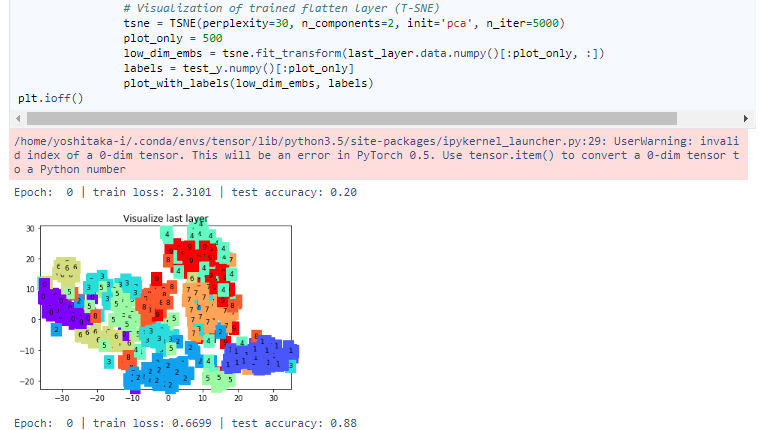 # Visualization of trained flatten layer (T-SNE)
tsne = TSNE(perplexity=30, n_components=2, init='pca', n_iter=5000)
plot_only = 500
low_dim_embs = tsne.fit_transform(last_layer.data.numpy()[:plot_only, :])
labels = test_y.numpy()[:plot_only]
plot_with_labels(low_dim_embs, labels)
plt.ioff()
/home/yoshitaka-i/.conda/envs/tensor/lib/python3.5/site-packages/ipykernel_launcher.py:29: UserWarning: invali
d index of a 0-dim tensor. This will be an error in PyTorch 0.5. Use tensor.item() to convert a 0-dim tensor t
o a Python number
Epoch:  0 | train loss: 2.3101 | test accuracy: 0.20
Visualize last layer
30
20
10
0
−10
−20
−30 −20 −10 0 10 20 30
Epoch:  0 | train loss: 0.6699 | test accuracy: 0.88